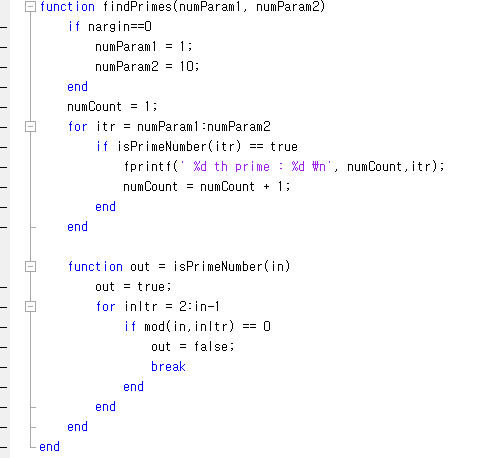 function findPrimes(numParam1, numParam2)
if nargin==0
numParam1 = 1;
numParam2 = 10;
end
numCount = 1;
for itr = numParam1:numParam2
if isPrimeNumber(itr) == true
fprintf(' %d th prime : %d ₩n', numCount,itr);
numCount = numCount + 1;
end
end
function out = isPrimeNumber(in)
out = true;
for inItr = 2:in-1
if mod(in,inItr) == 0
out = false;
break
end
end
end
end